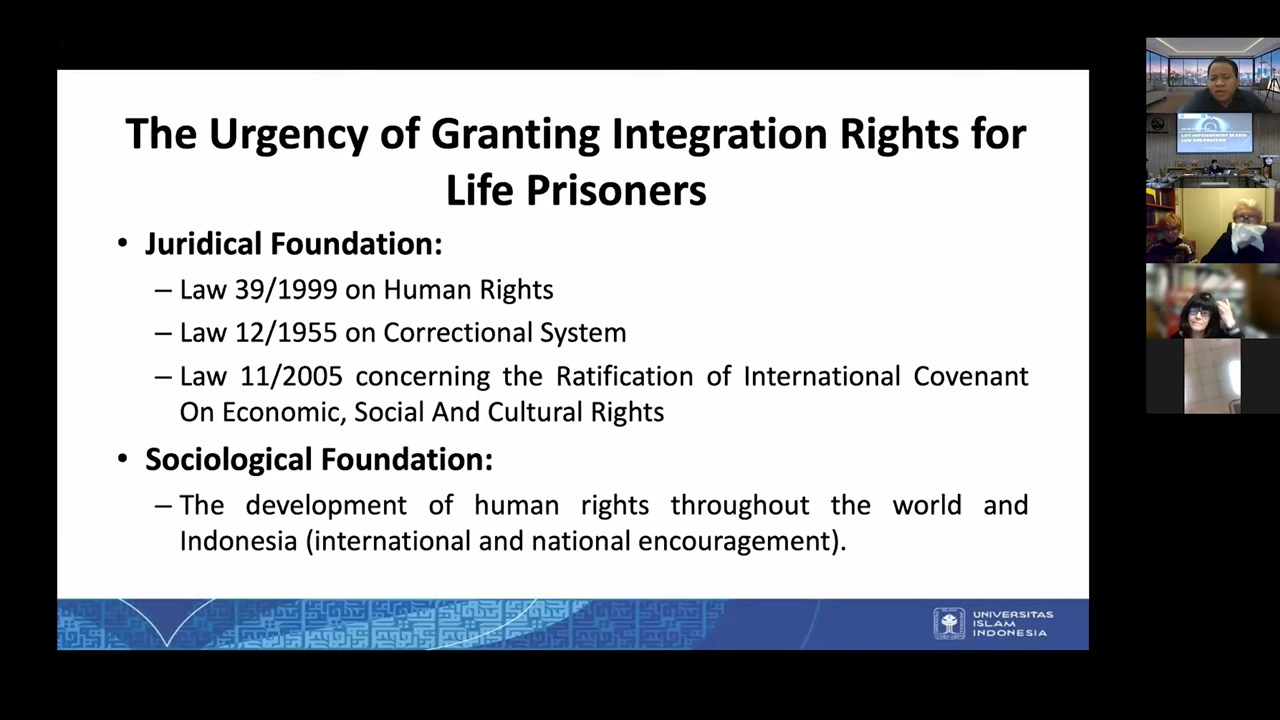 The Urgency of Granting Integration Rights for
Life Prisoners
• Juridical Foundation:
– Law 39/1999 on Human Rights
– Law 12/1955 on Correctional System
– Law 11/2005 concerning the Ratification of International Covenant
On Economic, Social And Cultural Rights
• Sociological Foundation:
– The development of human rights throughout the world and
Indonesia (international and national encouragement).
UNIVERSITAS
ISLAM
INDONESIA